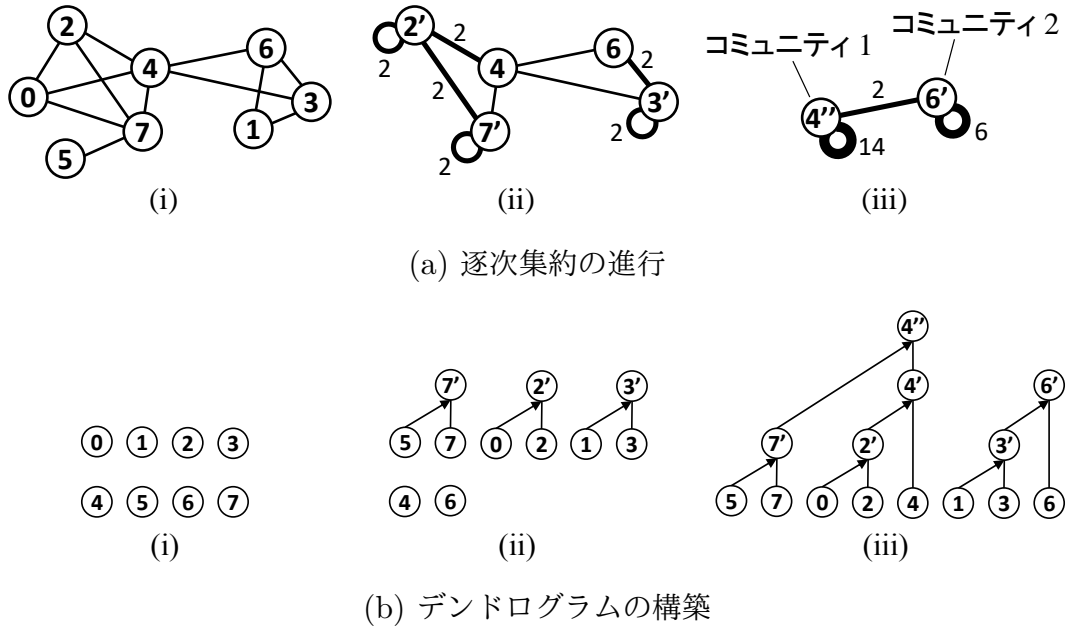 2 4 6 0 7 3 1 5
(i)
2' 2 2 4 6 2 2 3' 7' 2 2
(ii)
コミュニティ1 コミュニティ2
4'' 2 6' 14 6
(iii)
(a) 逐次集約の進行
0 1 2 3
4 5 6 7
(i)
7' 2' 3'
5 7 0 2 1 3
4 6
(ii)
4''
4' 6'
7' 2' 3'
5 7 0 2 4 1 3 6
(iii)
(b) デンドログラムの構築